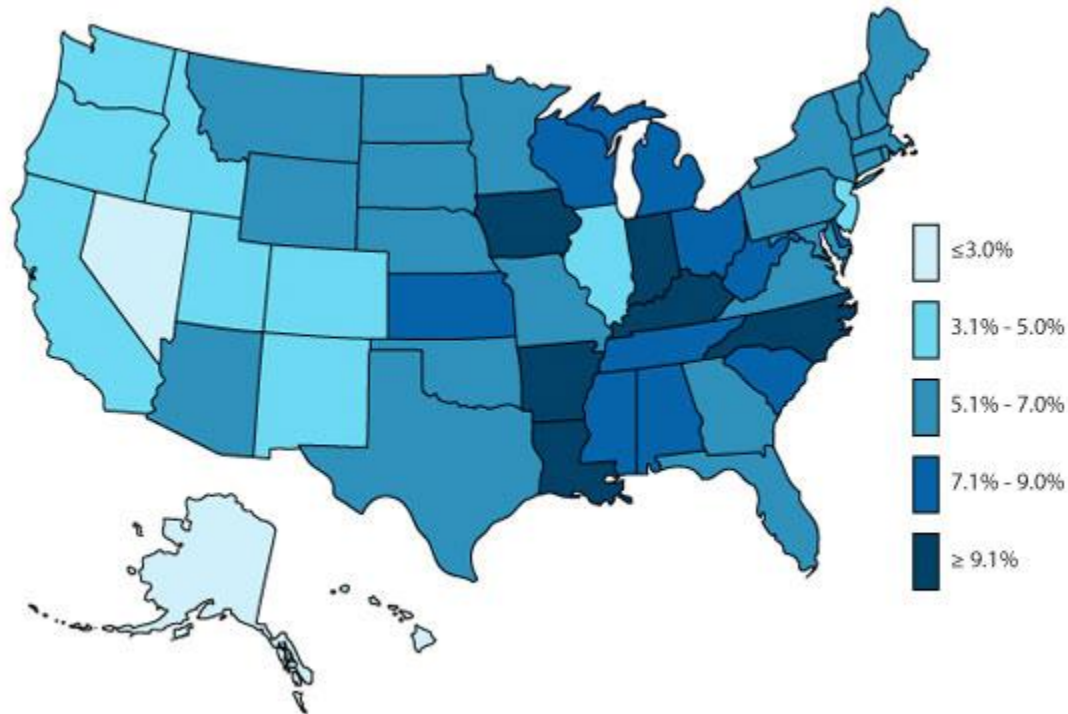 ≤3.0%
3.1% - 5.0%
5.1% - 7.0%
7.1% - 9.0%
≥ 9.1%